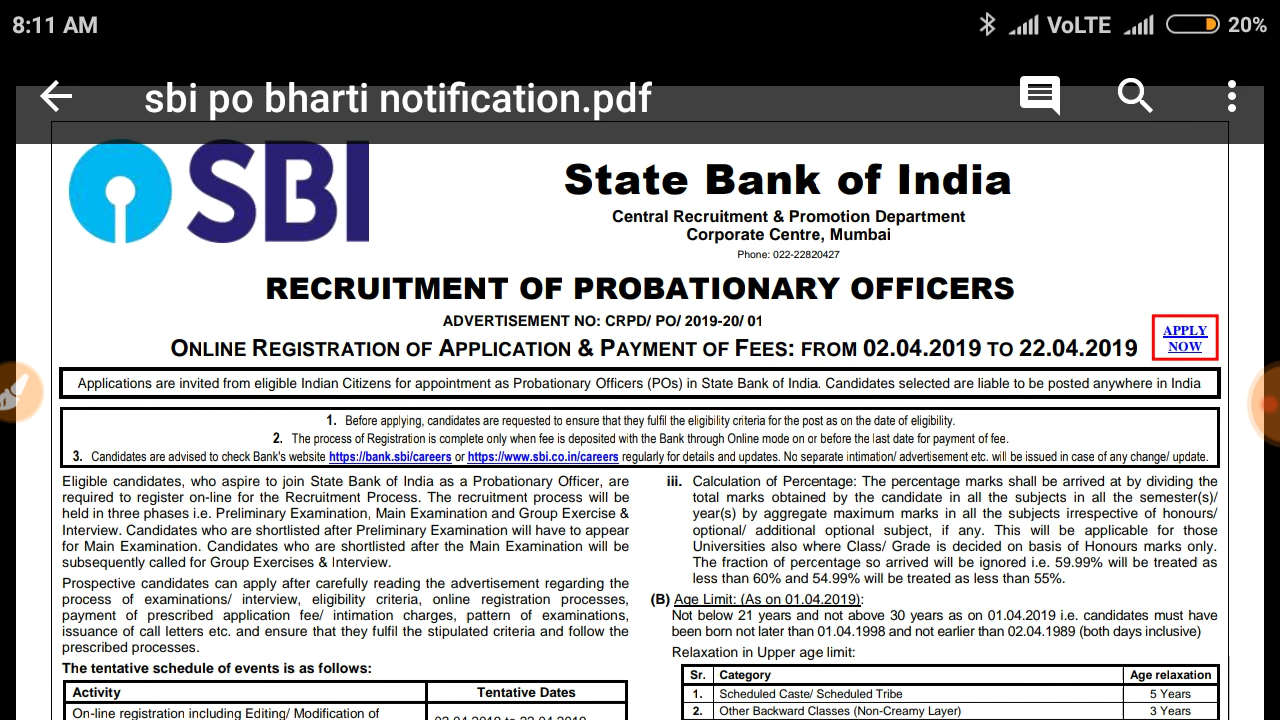 8:11 AM
VoLTE
20%
sbi po bharti notification.pdf
SBI
State Bank of India
Central Recruitment & Promotion Department
Corporate Centre, Mumbai
Phone: 022-22820427
RECRUITMENT OF PROBATIONARY OFFICERS
ADVERTISEMENT NO: CRPD/ PO/ 2019-20/ 01
ONLINE REGISTRATION OF APPLICATION & PAYMENT OF FEES: FROM 02.04.2019 TO 22.04.2019
APPLY
NOW
Applications are invited from eligible Indian Citizens for appointment as Probationary Officers (POs) in State Bank of India. Candidates selected are liable to be posted anywhere in India
1. Before applying, candidates are requested to ensure that they fulfil the eligibility criteria for the post as on the date of eligibility.
2. The process of Registration is complete only when fee is deposited with the Bank through Online mode on or before the last date for payment of fee.
3. Candidates are advised to check Bank's website https://bank.sbi/careers or https://www.sbi.co.in/careers regularly for details and updates. No separate intimation/ advertisement etc. will be issued in case of any change/ update.
Eligible candidates, who aspire to join State Bank of India as a Probationary Officer, are
required to register on-line for the Recruitment Process. The recruitment process will be
held in three phases i.e. Preliminary Examination, Main Examination and Group Exercise &
Interview. Candidates who are shortlisted after Preliminary Examination will have to appear
for Main Examination. Candidates who are shortlisted after the Main Examination will be
subsequently called for Group Exercises & Interview.
Prospective candidates can apply after carefully reading the advertisement regarding the
process of examinations/ interview, eligibility criteria, online registration processes,
payment of prescribed application fee/ intimation charges, pattern of examinations,
issuance of call letters etc. and ensure that they fulfil the stipulated criteria and follow the
prescribed processes.
The tentative schedule of events is as follows:
Activity Tentative Dates
On-line registration including Editing/ Modification of 02.04.2019 to 22.04.2019
iii. Calculation of Percentage: The percentage marks shall be arrived at by dividing the
total marks obtained by the candidate in all the subjects in all the semester(s)/
year(s) by aggregate maximum marks in all the subjects irrespective of honours/
optional/ additional optional subject, if any. This will be applicable for those
Universities also where Class/ Grade is decided on basis of Honours marks only.
The fraction of percentage so arrived will be ignored i.e. 59.99% will be treated as
less than 60% and 54.99% will be treated as less than 55%.
(B) Age Limit: (As on 01.04.2019):
Not below 21 years and not above 30 years as on 01.04.2019 i.e. candidates must have
been born not later than 01.04.1998 and not earlier than 02.04.1989 (both days inclusive)
Relaxation in Upper age limit:
Sr. Category Age relaxation
1. Scheduled Caste/ Scheduled Tribe 5 Years
2. Other Backward Classes (Non-Creamy Layer) 3 Years